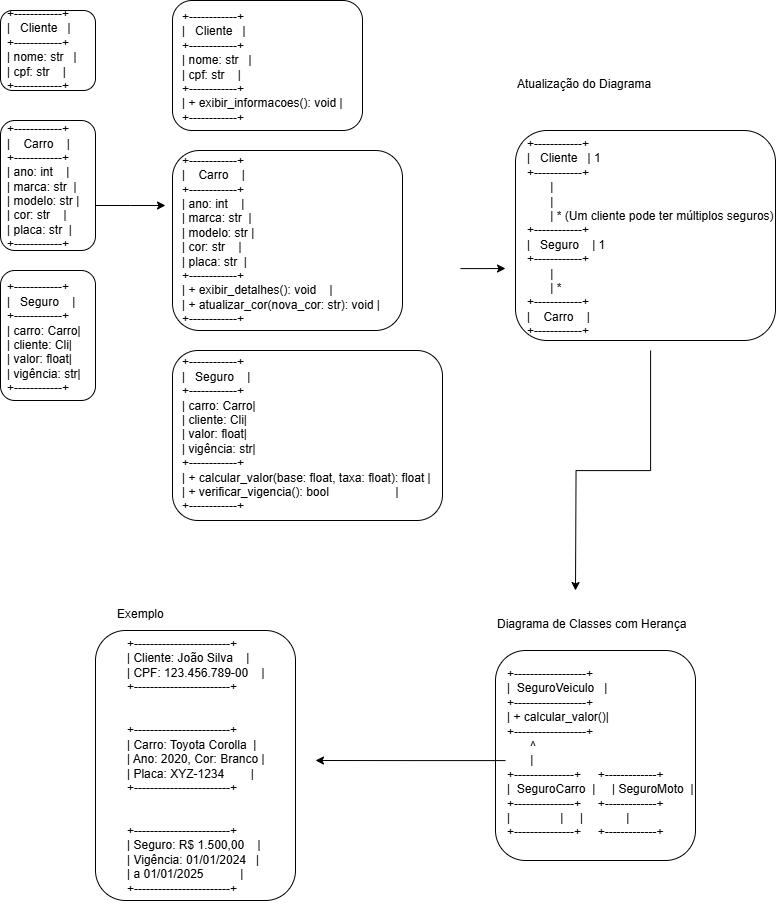 +------------+
|   Cliente   |
+------------+
| nome: str   |
| cpf: str    |
+------------+
+------------+
|    Carro    |
+------------+
| ano: int    |
| marca: str  |
| modelo: str |
| cor: str    |
| placa: str  |
+------------+
+------------+
|   Seguro    |
+------------+
| carro: Carro|
| cliente: Cli|
| valor: float|
| vigência: str|
+------------+
+------------+
|   Cliente   |
+------------+
| nome: str   |
| cpf: str    |
+------------+
| + exibir_informacoes(): void |
+------------+
+------------+
|    Carro    |
+------------+
| ano: int    |
| marca: str  |
| modelo: str |
| cor: str    |
| placa: str  |
+------------+
| + exibir_detalhes(): void    |
| + atualizar_cor(nova_cor: str): void |
+------------+
+------------+
|   Seguro    |
+------------+
| carro: Carro|
| cliente: Cli|
| valor: float|
| vigência: str|
+------------+
| + calcular_valor(base: float, taxa: float): float |
| + verificar_vigencia(): bool                    |
+------------+
Atualização do Diagrama
+------------+
|   Cliente   | 1
+------------+
|
|
| * (Um cliente pode ter múltiplos seguros)
+------------+
|   Seguro    | 1
+------------+
|
| *
+------------+
|    Carro    |
+------------+
Diagrama de Classes com Herança
+------------------+
|  SeguroVeiculo   |
+------------------+
| + calcular_valor()|
+------------------+
^
|
+--------------+      +-------------+
|  SeguroCarro  |     | SeguroMoto  |
+--------------+      +-------------+
|               |     |             |
+--------------+      +-------------+
Exemplo
+------------------------+
| Cliente: João Silva    |
| CPF: 123.456.789-00    |
+------------------------+
+------------------------+
| Carro: Toyota Corolla  |
| Ano: 2020, Cor: Branco |
| Placa: XYZ-1234        |
+------------------------+
+------------------------+
| Seguro: R$ 1.500,00    |
| Vigência: 01/01/2024   |
| a 01/01/2025           |
+------------------------+